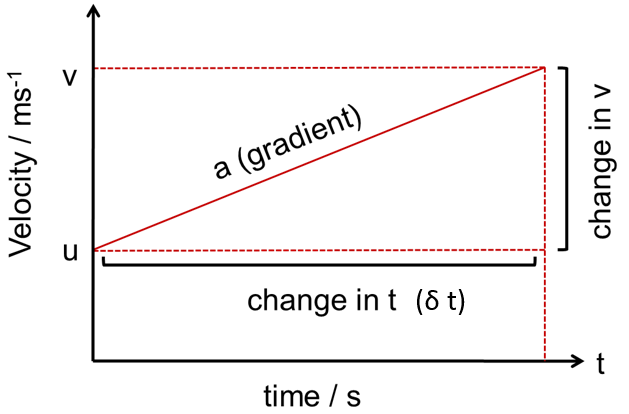 Velocity / ms⁻¹
v
u
a (gradient)
change in v
change in t (δ t)
t
time / s